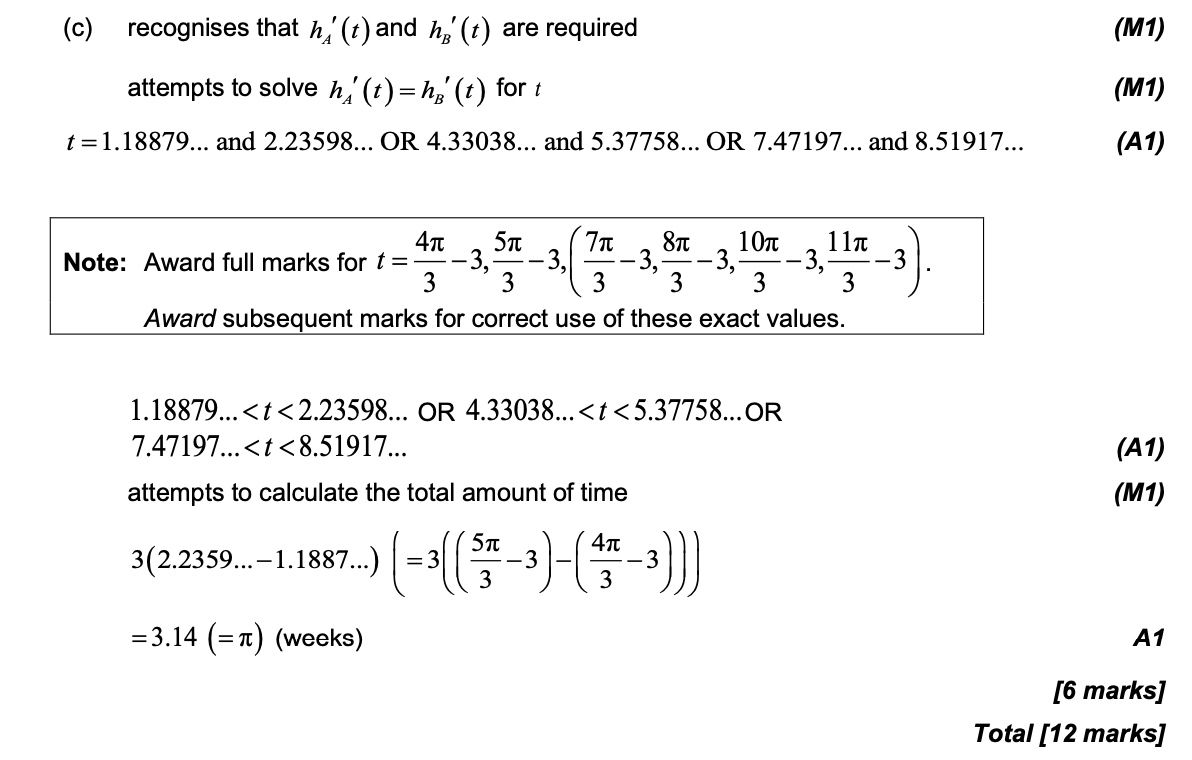 (c) recognises that h_A′(t) and h_B′(t) are required (M1)
attempts to solve h_A′(t) = h_B′(t) for t (M1)
t = 1.18879... and 2.23598... OR 4.33038... and 5.37758... OR 7.47197... and 8.51917... (A1)
Note: Award full marks for t = 4π/3 − 3, 5π/3 − 3, (7π/3 − 3, 8π/3 − 3, 10π/3 − 3, 11π/3 − 3).
Award subsequent marks for correct use of these exact values.
1.18879... < t < 2.23598... OR 4.33038... < t < 5.37758... OR
7.47197... < t < 8.51917... (A1)
attempts to calculate the total amount of time (M1)
3(2.2359... − 1.1887...) (= 3((5π/3 − 3) − (4π/3 − 3)))
= 3.14 (= π) (weeks) A1
[6 marks]
Total [12 marks]